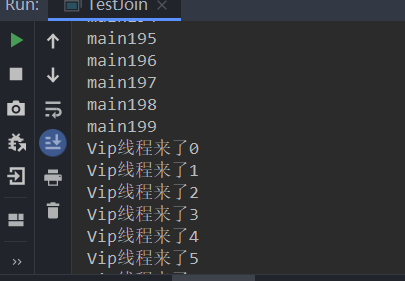 Run: TestJoin
main195
main196
main197
main198
main199
Vip线程来了0
Vip线程来了1
Vip线程来了2
Vip线程来了3
Vip线程来了4
Vip线程来了5